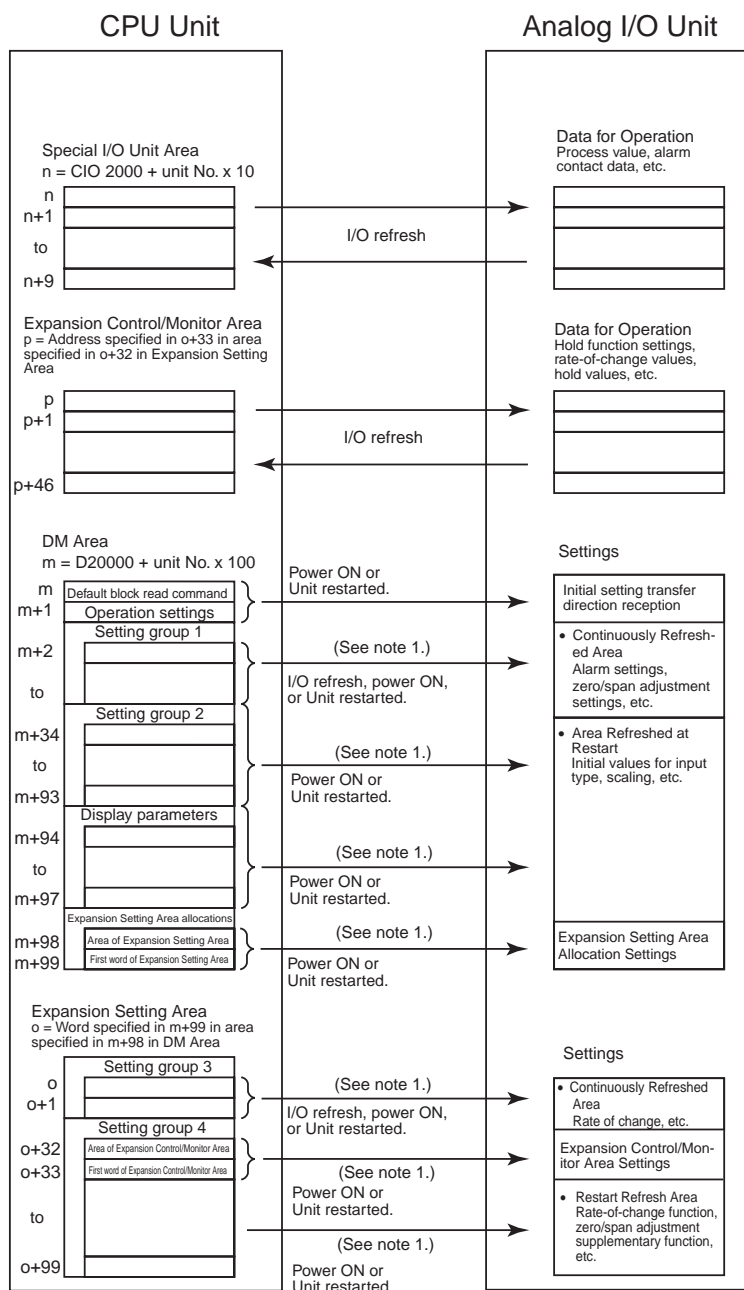 CPU Unit
Analog I/O Unit
Special I/O Unit Area
n = CIO 2000 + unit No. x 10
n
n+1
to
n+9
I/O refresh
Data for Operation
Process value, alarm
contact data, etc.
Expansion Control/Monitor Area
p = Address specified in o+33 in area
specified in o+32 in Expansion Setting
Area
p
p+1
p+46
I/O refresh
Data for Operation
Hold function settings,
rate-of-change values,
hold values, etc.
DM Area
m = D20000 + unit No. x 100
m
m+1
Default block read command
Operation settings
Power ON or
Unit restarted.
Settings
Initial setting transfer
direction reception
Setting group 1
m+2
to
(See note 1.)
I/O refresh, power ON,
or Unit restarted.
• Continuously Refresh-
ed Area
Alarm settings,
zero/span adjustment
settings, etc.
Setting group 2
m+34
to
m+93
(See note 1.)
Power ON or
Unit restarted.
• Area Refreshed at
Restart
Initial values for input
type, scaling, etc.
Display parameters
m+94
to
m+97
(See note 1.)
Power ON or
Unit restarted.
Expansion Setting Area allocations
m+98
Area of Expansion Setting Area
m+99
First word of Expansion Setting Area
(See note 1.)
Power ON or
Unit restarted.
Expansion Setting Area
Allocation Settings
Expansion Setting Area
o = Word specified in m+99 in area
specified in m+98 in DM Area
Settings
Setting group 3
o
o+1
(See note 1.)
I/O refresh, power ON,
or Unit restarted.
• Continuously Refreshed
Area
Rate of change, etc.
Setting group 4
o+32
Area of Expansion Control/Monitor Area
o+33
First word of Expansion Control/Monitor Area
(See note 1.)
Power ON or
Unit restarted.
Expansion Control/Mon-
itor Area Settings
to
o+99
(See note 1.)
Power ON or
Unit restarted
• Restart Refresh Area
Rate-of-change function,
zero/span adjustment
supplementary function,
etc.